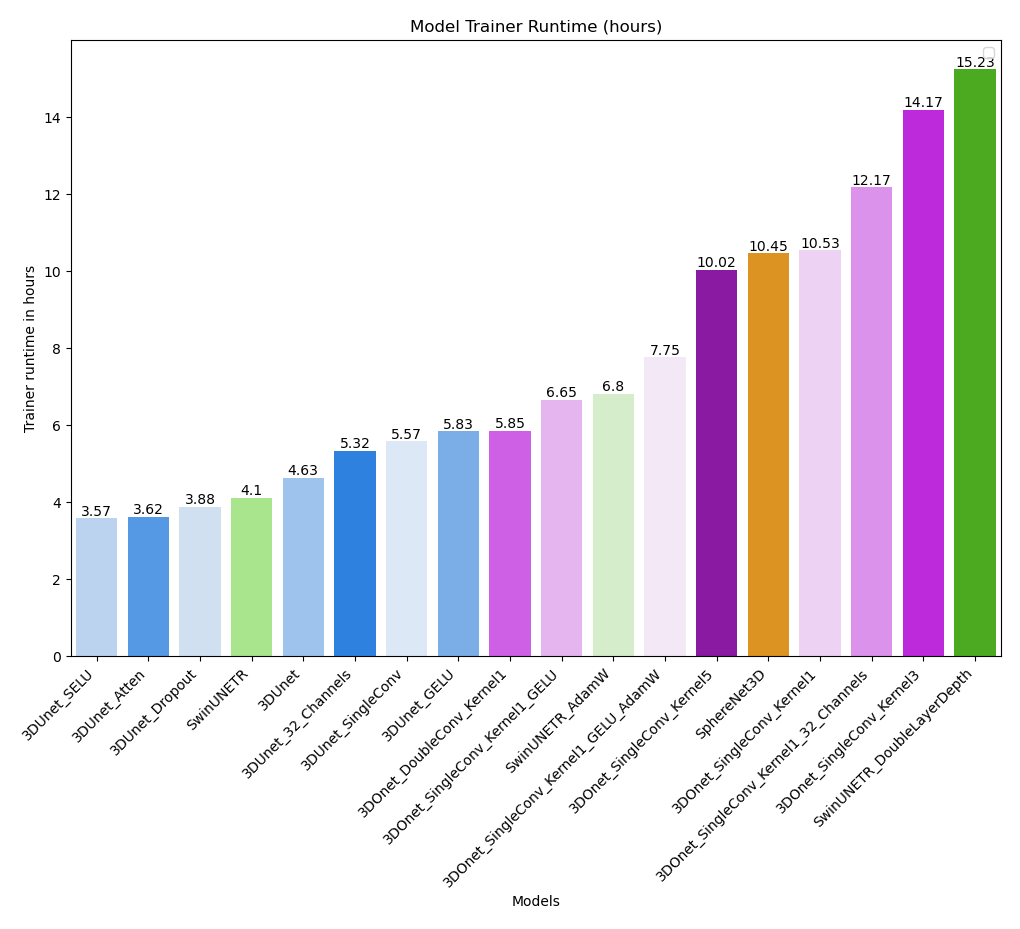 Model Trainer Runtime (hours)
15.23
14.17
14
12.17
12
10.53
10.45
10.02
10
Trainer runtime in hours
8
7.75
6.8
6.65
6
5.85
5.83
5.57
5.32
4.63
4.1
4
3.88
3.62
3.57
2
0
3DUnet_SELU
3DUnet_Atten
3DUnet_Dropout
SwinUNETR
3DUnet
3DUnet_32_Channels
3DUnet_SingleConv
3DUnet_GELU
3DOnet_DoubleConv_Kernel1
3DOnet_SingleConv_Kernel1_GELU
SwinUNETR_AdamW
3DOnet_SingleConv_Kernel1_GELU_AdamW
3DOnet_SingleConv_Kernel5
SphereNet3D
3DOnet_SingleConv_Kernel1
3DOnet_SingleConv_Kernel1_32_Channels
3DOnet_SingleConv_Kernel3
SwinUNETR_DoubleLayerDepth
Models